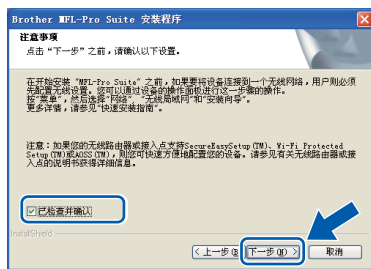 Brother MFL-Pro Suite 安装程序
注意事项
点击“下一步”之前，请确认以下设置。
在开始安装“MFL-Pro Suite”之前，如果要将设备连接到一个无线网络，用户则必须
先配置无线设置。您可以通过设备的操作面板进行这一步骤的操作。
按“菜单”，然后选择“网络”，“无线局域网”和“安装向导”。
更多详情，请参见“快速安装指南”。
注意：如果您的无线路由器或接入点支持SecureEasySetup(TM)、Wi-Fi Protected
Setup(TM)或AOSS(TM)，则您可快速方便地配置您的设备。请参见有关无线路由器或接
入点的说明书获得详细信息。
已检查并确认
InstallShield
<上一步(B) 下一步(N)> 取消